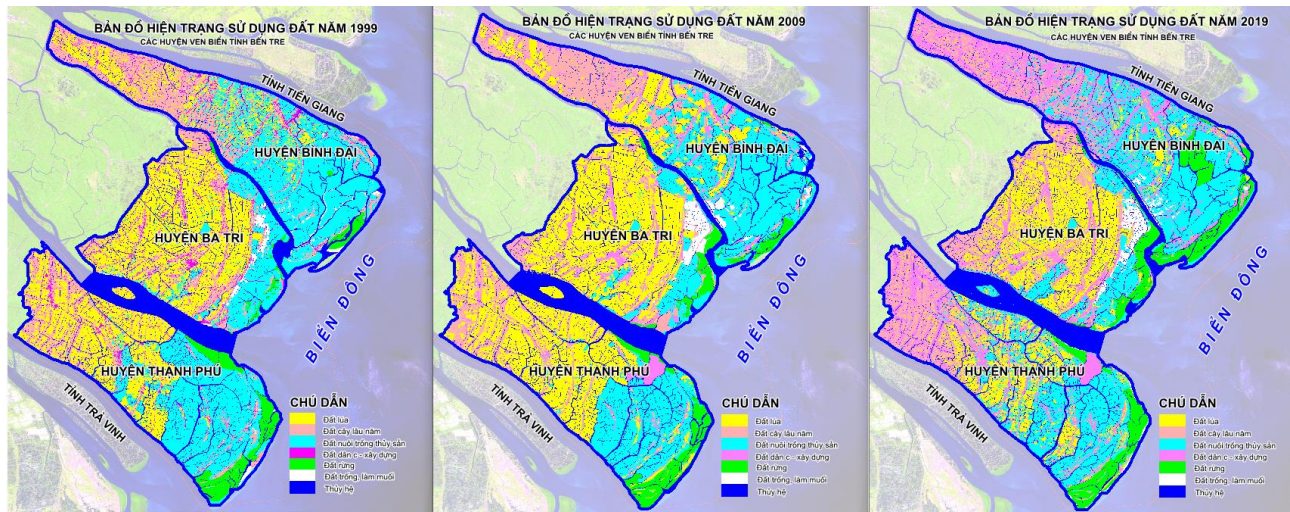 BẢN ĐỒ HIỆN TRẠNG SỬ DỤNG ĐẤT NĂM 1999
CÁC HUYỆN VEN BIỂN TỈNH BẾN TRE
TỈNH TIỀN GIANG
HUYỆN BÌNH ĐẠI
HUYỆN BA TRI
BIỂN ĐÔNG
HUYỆN THẠNH PHÚ
TỈNH TRÀ VINH
CHÚ DẪN
Đất lúa
Đất cây lâu năm
Đất nuôi trồng thủy sản
Đất dân c - xây dựng
Đất rừng
Đất trống, làm muối
Thủy hệ
BẢN ĐỒ HIỆN TRẠNG SỬ DỤNG ĐẤT NĂM 2009
CÁC HUYỆN VEN BIỂN TỈNH BẾN TRE
TỈNH TIỀN GIANG
HUYỆN BÌNH ĐẠI
HUYỆN BA TRI
BIỂN ĐÔNG
HUYỆN THẠNH PHÚ
TỈNH TRÀ VINH
CHÚ DẪN
Đất lúa
Đất cây lâu năm
Đất nuôi trồng thủy sản
Đất dân c - xây dựng
Đất rừng
Đất trống, làm muối
Thủy hệ
BẢN ĐỒ HIỆN TRẠNG SỬ DỤNG ĐẤT NĂM 2019
CÁC HUYỆN VEN BIỂN TỈNH BẾN TRE
TỈNH TIỀN GIANG
HUYỆN BÌNH ĐẠI
HUYỆN BA TRI
BIỂN ĐÔNG
HUYỆN THẠNH PHÚ
TỈNH TRÀ VINH
CHÚ DẪN
Đất lúa
Đất cây lâu năm
Đất nuôi trồng thủy sản
Đất dân c - xây dựng
Đất rừng
Đất trống, làm muối
Thủy hệ